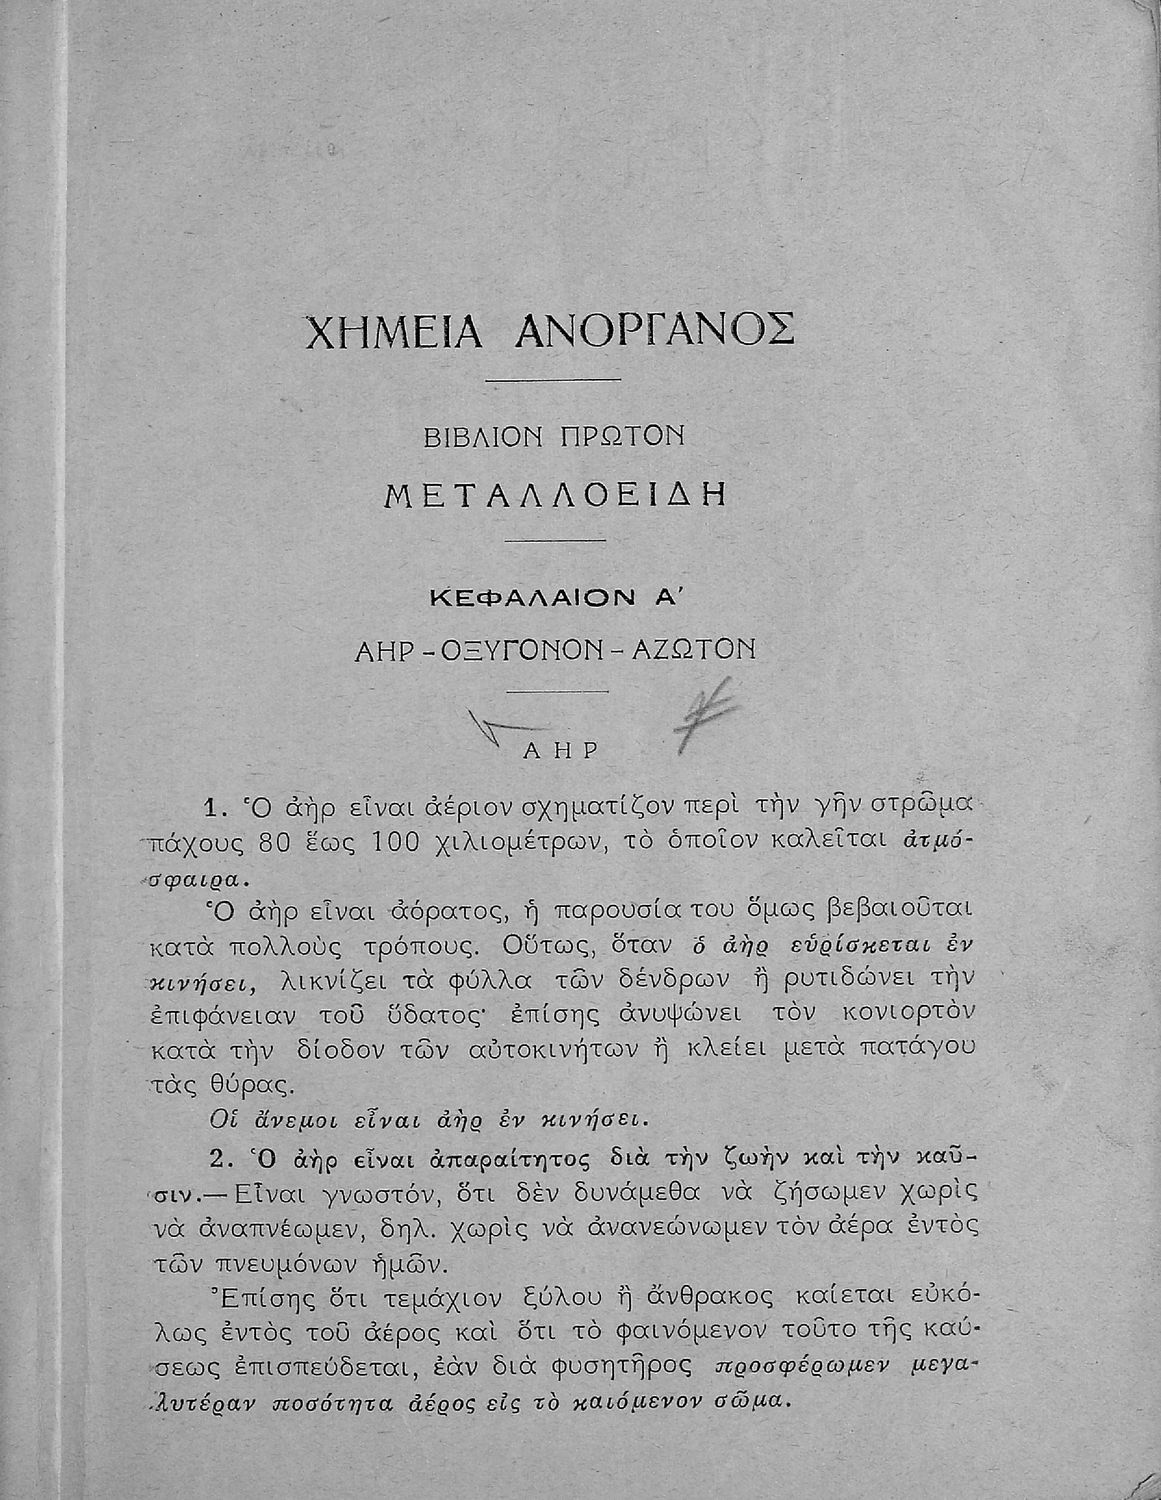 ΧΗΜΕΙΑ ΑΝΟΡΓΑΝΟΣ
ΒΙΒΛΙΟΝ ΠΡΩΤΟΝ
ΜΕΤΑΛΛΟΕΙΔΗ
ΚΕΦΑΛΑΙΟΝ Α′
ΑΗΡ - ΟΞΥΓΟΝΟΝ - ΑΖΩΤΟΝ
ΑΗΡ
1. Ὁ ἀὴρ εἶναι ἀέριον σχηματίζον περὶ τὴν γῆν στρῶμα
πάχους 80 ἕως 100 χιλιομέτρων, τὸ ὁποῖον καλεῖται ἀτμό-
σφαιρα.
Ὁ ἀὴρ εἶναι ἀόρατος, ἡ παρουσία του ὅμως βεβαιοῦται
κατὰ πολλοὺς τρόπους. Οὕτως, ὅταν ὁ ἀὴρ εὑρίσκεται ἐν
κινήσει, λικνίζει τὰ φύλλα τῶν δένδρων ἢ ρυτιδώνει τὴν
ἐπιφάνειαν τοῦ ὕδατος· ἐπίσης ἀνυψώνει τὸν κονιορτὸν
κατὰ τὴν δίοδον τῶν αὐτοκινήτων ἢ κλείει μετὰ πατάγου
τὰς θύρας.
Οἱ ἄνεμοι εἶναι ἀὴρ ἐν κινήσει.
2. Ὁ ἀὴρ εἶναι ἀπαραίτητος διὰ τὴν ζωὴν καὶ τὴν καῦ-
σιν.— Εἶναι γνωστόν, ὅτι δὲν δυνάμεθα νὰ ζήσωμεν χωρὶς
νὰ ἀναπνέωμεν, δηλ. χωρὶς νὰ ἀνανεώνωμεν τὸν ἀέρα ἐντὸς
τῶν πνευμόνων ἡμῶν.
Ἐπίσης ὅτι τεμάχιον ξύλου ἢ ἄνθρακος καίεται εὐκό-
λως ἐντὸς τοῦ ἀέρος καὶ ὅτι τὸ φαινόμενον τοῦτο τῆς καύ-
σεως ἐπισπεύδεται, ἐὰν διὰ φυσητῆρος προσφέρωμεν μεγα-
λυτέραν ποσότητα ἀέρος εἰς τὸ καιόμενον σῶμα.